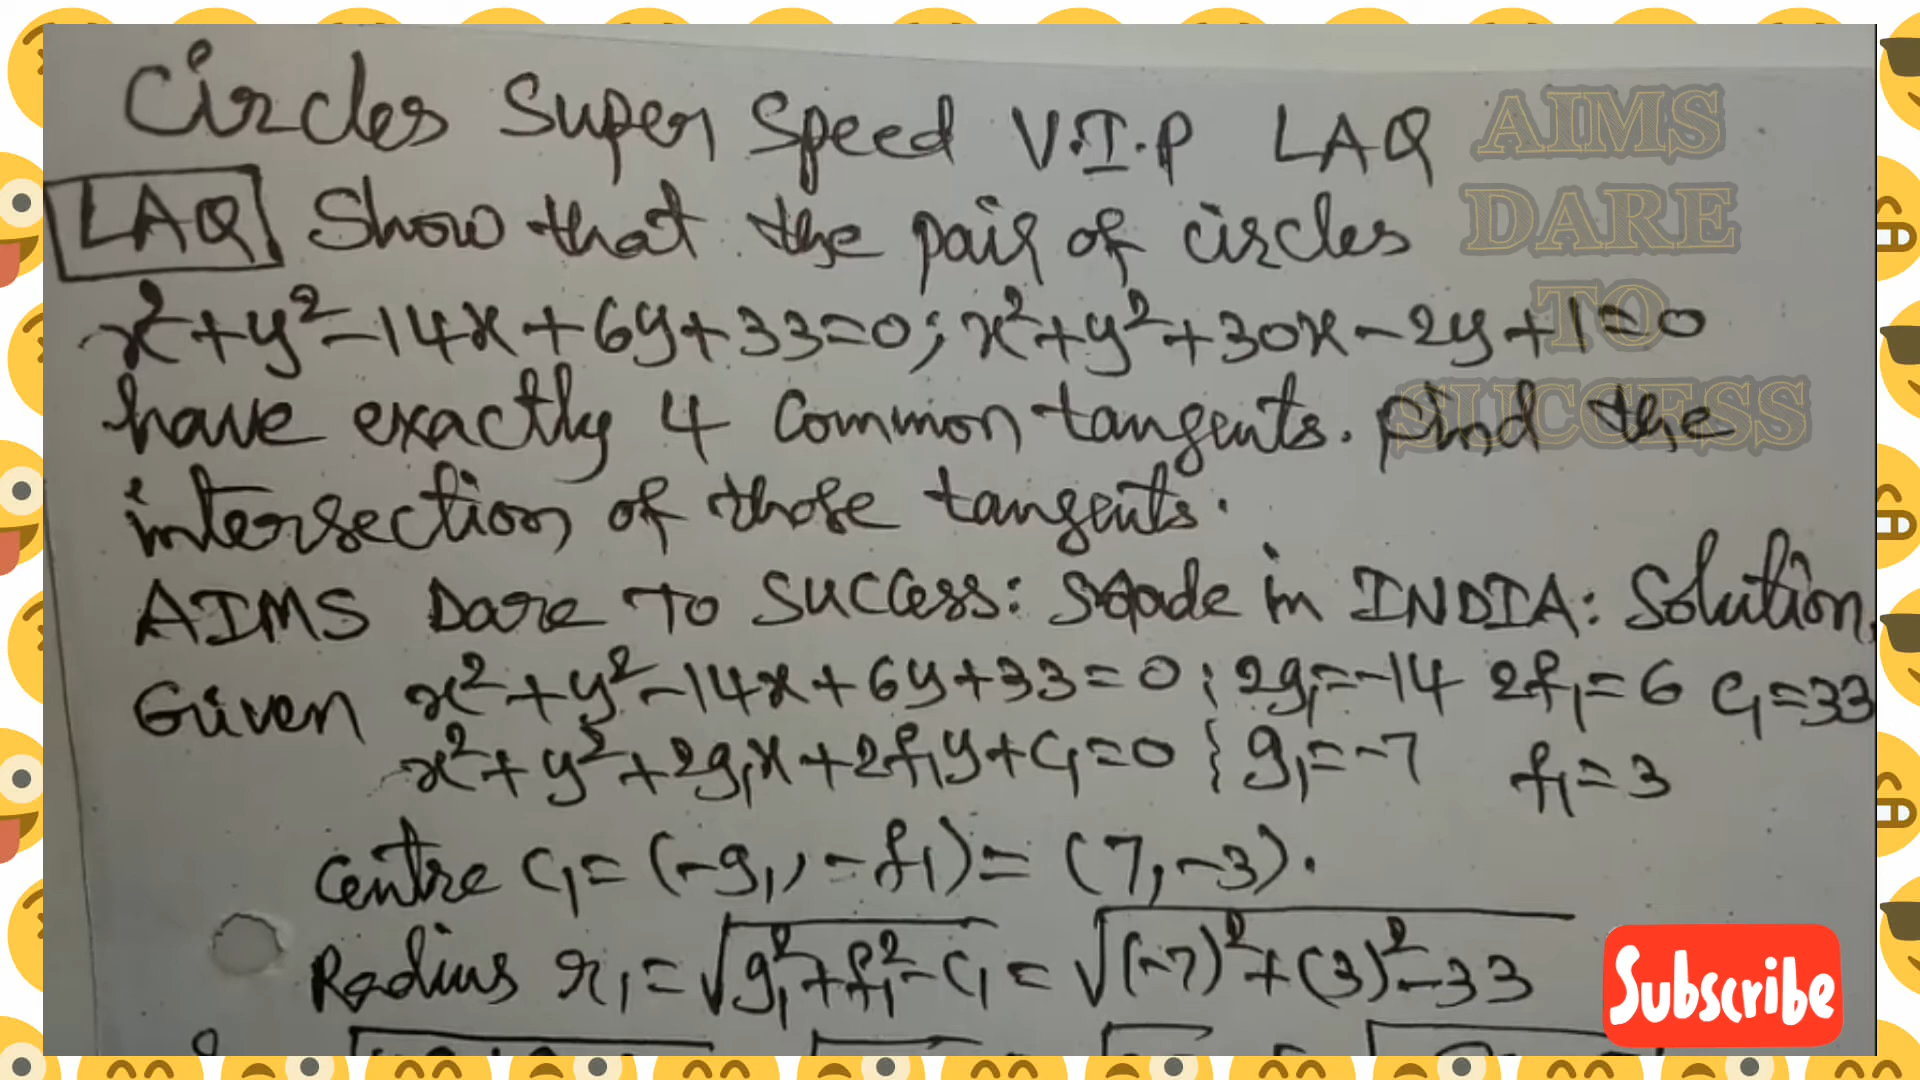 Circles Super Speed V.I.P LAQ
LAQ Show that the pair of circles
x²+y²-14x+6y+33=0; x²+y²+30x-2y+1=0
have exactly 4 common tangents. Find the
intersection of those tangents.
AIMS Dare To Success: Made in INDIA: Solution
Given x²+y²-14x+6y+33=0 ; 2g₁=-14 2f₁=6 c₁=33
x²+y²+2g₁x+2f₁y+c₁=0 } g₁=-7 f₁=3
Centre C₁=(-g₁,-f₁)=(7,-3).
Radius r₁=√g₁²+f₁²-c₁=√(-7)²+(3)²-33
AIMS
DARE
TO
SUCCESS
Subscribe